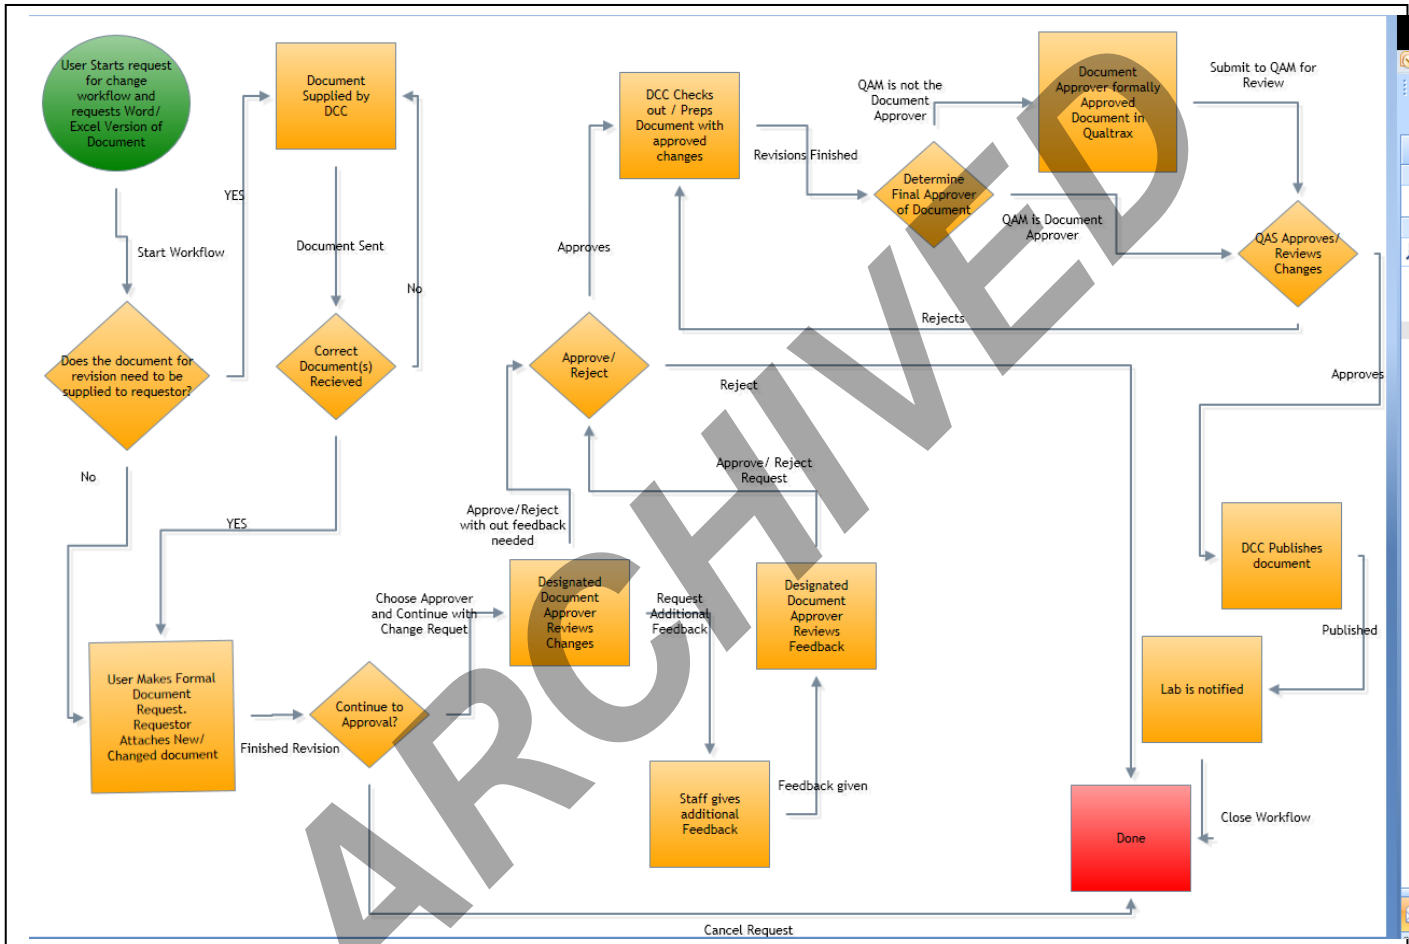 User Starts request
for change
workflow and
requests Word/
Excel Version of
Document
Start Workflow
Does the document for
revision need to be
supplied to requestor?
YES
No
Document
Supplied by
DCC
Document Sent
No
Correct
Document(s)
Recieved
YES
User Makes Formal
Document
Request.
Requestor
Attaches New/
Changed document
Finished Revision
Continue to
Approval?
Choose Approver
and Continue with
Change Requet
Cancel Request
Designated
Document
Approver
Reviews
Changes
Approve/Reject
with out feedback
needed
Request
Additional
Feedback
Staff gives
additional
Feedback
Feedback given
Designated
Document
Approver
Reviews
Feedback
Approve/ Reject
Request
Approve/
Reject
Reject
Approves
DCC Checks
out / Preps
Document with
approved
changes
Revisions Finished
Determine
Final Approver
of Document
QAM is not the
Document
Approver
QAM is Document
Approver
Document
Approver formally
Approved
Document in
Qualtrax
Submit to QAM for
Review
QAS Approves/
Reviews
Changes
Rejects
Approves
DCC Publishes
document
Published
Lab is notified
Close Workflow
Done
ARCHIVED